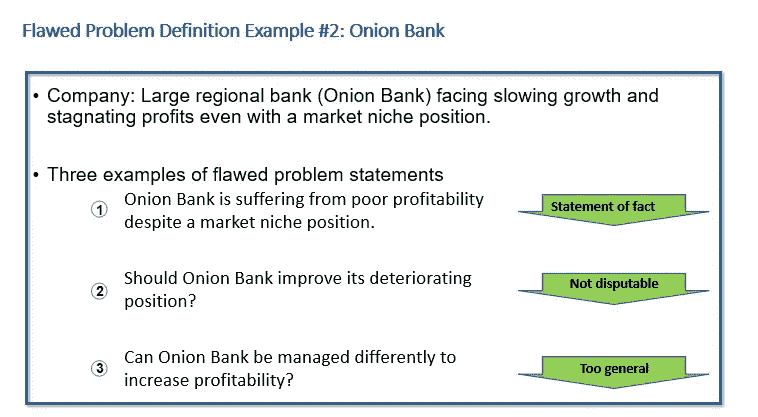 Flawed Problem Definition Example #2: Onion Bank
• Company: Large regional bank (Onion Bank) facing slowing growth and
stagnating profits even with a market niche position.
• Three examples of flawed problem statements
1 Onion Bank is suffering from poor profitability
despite a market niche position.
Statement of fact
2 Should Onion Bank improve its deteriorating
position?
Not disputable
3 Can Onion Bank be managed differently to
increase profitability?
Too general